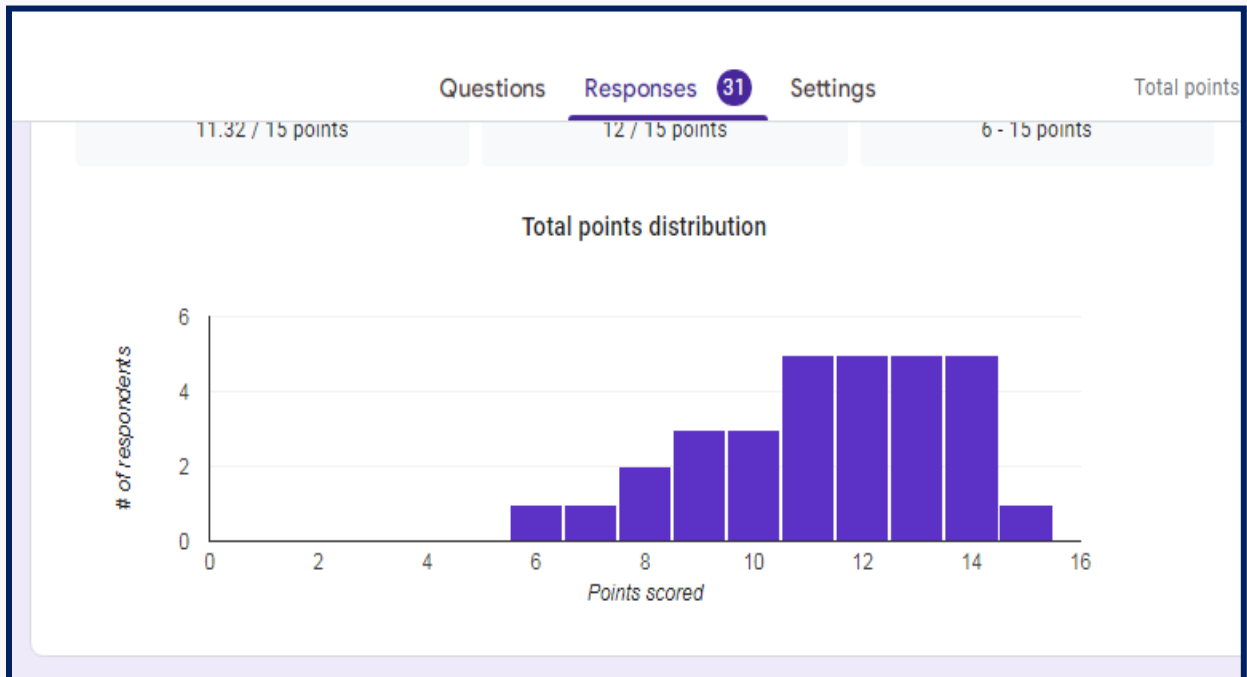 Questions Responses 31 Settings Total points
11.32 / 15 points 12 / 15 points 6 - 15 points
Total points distribution
6
4
2
0
# of respondents
0 2 4 6 8 10 12 14 16
Points scored